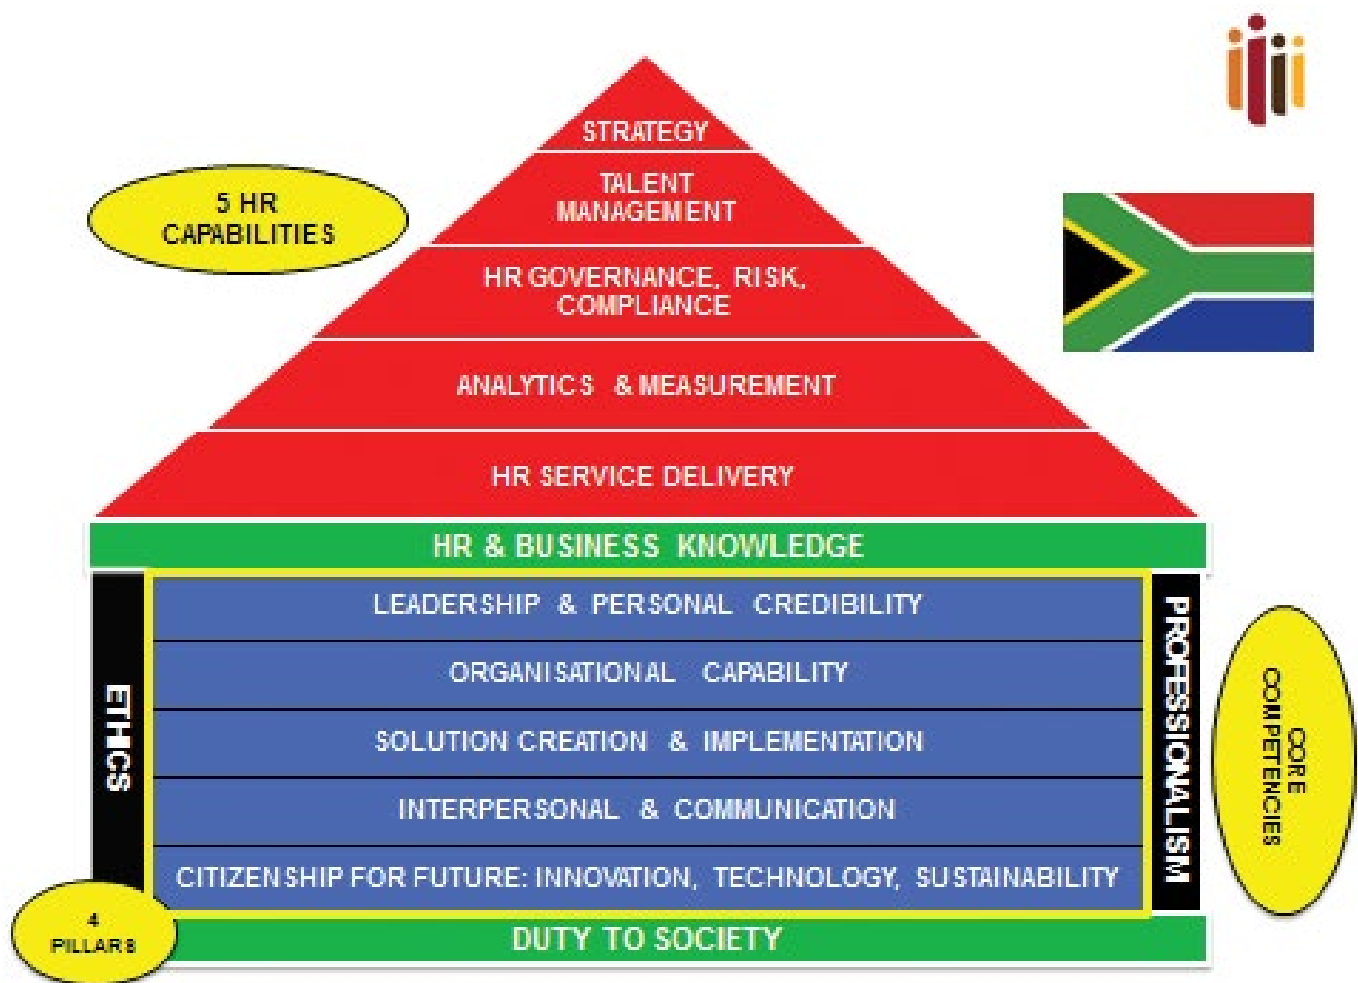 STRATEGY
5 HR
CAPABILITIES
TALENT
MANAGEMENT
HR GOVERNANCE, RISK,
COMPLIANCE
ANALYTICS & MEASUREMENT
HR SERVICE DELIVERY
HR & BUSINESS KNOWLEDGE
ETHICS
LEADERSHIP & PERSONAL CREDIBILITY
ORGANISATIONAL CAPABILITY
SOLUTION CREATION & IMPLEMENTATION
INTERPERSONAL & COMMUNICATION
CITIZENSHIP FOR FUTURE: INNOVATION, TECHNOLOGY, SUSTAINABILITY
PROFESSIONALISM
CORE
COMPETENCIES
4
PILLARS
DUTY TO SOCIETY